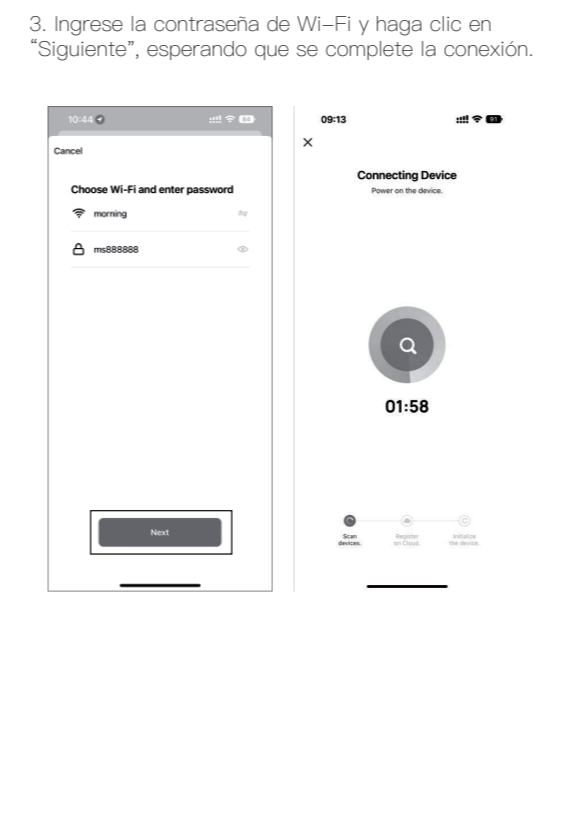 3. Ingrese la contraseña de Wi-Fi y haga clic en
“Siguiente”, esperando que se complete la conexión.
10:44
84
Cancel
Choose Wi-Fi and enter password
morning
ms888888
Next
09:13
91
Connecting Device
Power on the device.
01:58
Scan
devices.
Register
on Cloud.
Initialize
the device.